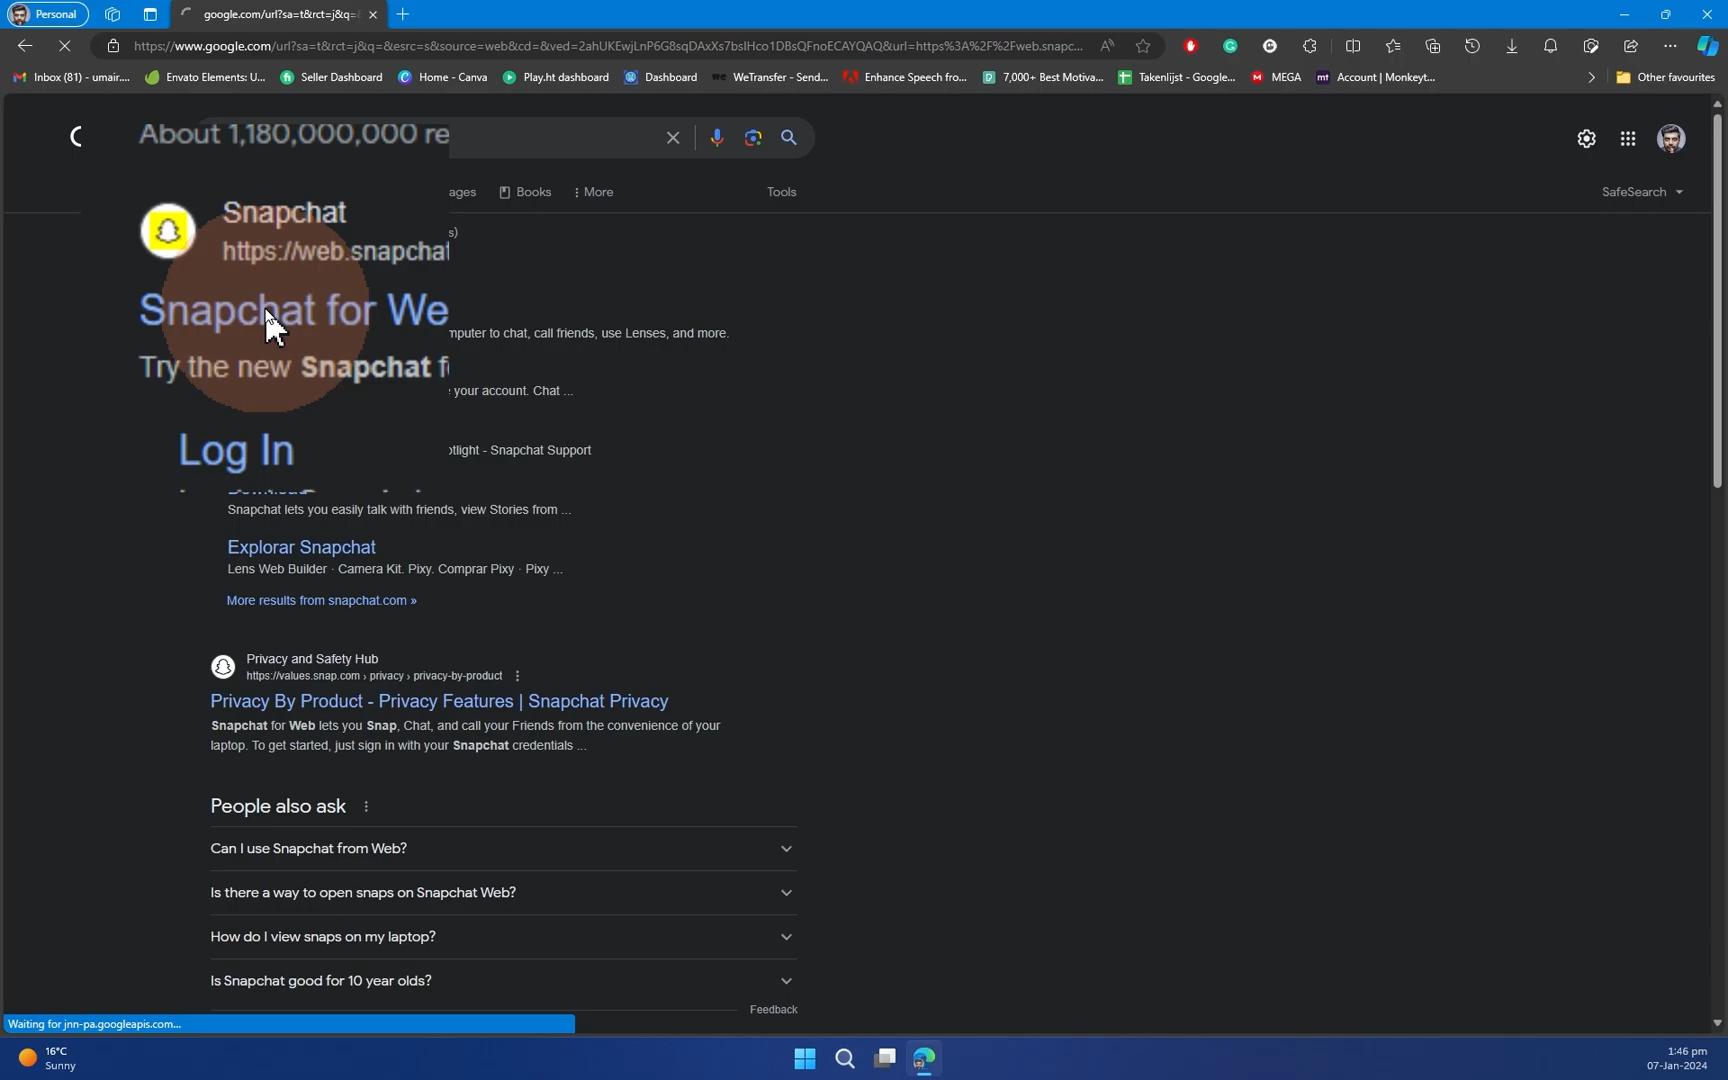 Personal
google.com/url?sa=t&rct=j&q=&
https://www.google.com/url?sa=t&rct=j&q=&esrc=s&source=web&cd=&ved=2ahUKEwjLnP6G8sqDAxXs7bsIHco1DBsQFnoECAYQAQ&url=https%3A%2F%2Fweb.snapc...
Inbox (81) - umair.... Envato Elements: U... Seller Dashboard Home - Canva Play.ht dashboard Dashboard WeTransfer - Send... Enhance Speech fro... 7,000+ Best Motiva... Takenlijst - Google... MEGA Account | Monkeyt... Other favourites
About 1,180,000,000 re
ages Books More Tools SafeSearch
s)
Snapchat
https://web.snapchat
Snapchat for We
mputer to chat, call friends, use Lenses, and more.
Try the new Snapchat f
your account. Chat ...
Log In
otlight - Snapchat Support
Snapchat lets you easily talk with friends, view Stories from ...
Explorar Snapchat
Lens Web Builder · Camera Kit. Pixy. Comprar Pixy · Pixy ...
More results from snapchat.com »
Privacy and Safety Hub
https://values.snap.com › privacy › privacy-by-product
Privacy By Product - Privacy Features | Snapchat Privacy
Snapchat for Web lets you Snap, Chat, and call your Friends from the convenience of your
laptop. To get started, just sign in with your Snapchat credentials ...
People also ask
Can I use Snapchat from Web?
Is there a way to open snaps on Snapchat Web?
How do I view snaps on my laptop?
Is Snapchat good for 10 year olds?
Feedback
Waiting for jnn-pa.googleapis.com...
16°C
Sunny
1:46 pm
07-Jan-2024